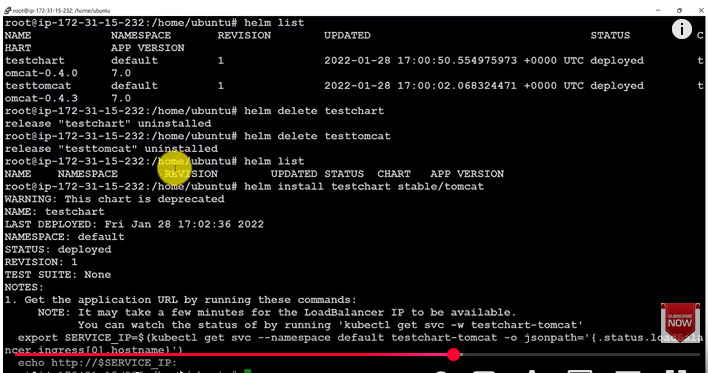 root@ip-172-31-15-232: /home/ubuntu
root@ip-172-31-15-232:/home/ubuntu# helm list
NAME NAMESPACE REVISION UPDATED STATUS C
HART APP VERSION
testchart default 1 2022-01-28 17:00:50.554975973 +0000 UTC deployed t
omcat-0.4.0 7.0
testtomcat default 1 2022-01-28 17:00:02.068324471 +0000 UTC deployed t
omcat-0.4.3 7.0
root@ip-172-31-15-232:/home/ubuntu# helm delete testchart
release "testchart" uninstalled
root@ip-172-31-15-232:/home/ubuntu# helm delete testtomcat
release "testtomcat" uninstalled
root@ip-172-31-15-232:/home/ubuntu# helm list
NAME NAMESPACE REVISION UPDATED STATUS CHART APP VERSION
root@ip-172-31-15-232:/home/ubuntu# helm install testchart stable/tomcat
WARNING: This chart is deprecated
NAME: testchart
LAST DEPLOYED: Fri Jan 28 17:02:36 2022
NAMESPACE: default
STATUS: deployed
REVISION: 1
TEST SUITE: None
NOTES:
1. Get the application URL by running these commands:
NOTE: It may take a few minutes for the LoadBalancer IP to be available.
You can watch the status of by running 'kubectl get svc -w testchart-tomcat'
export SERVICE_IP=$(kubectl get svc --namespace default testchart-tomcat -o jsonpath='{.status.loadBala
ncer.ingress[0].hostname}')
echo http://$SERVICE_IP:
SUBSCRIBE
NOW